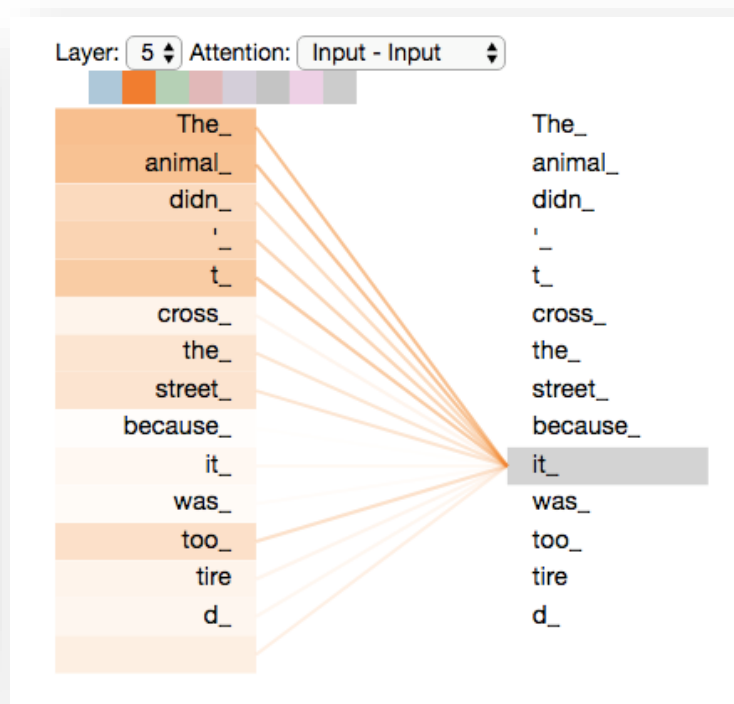 Layer: 5 Attention: Input - Input
The_ The_
animal_ animal_
didn_ didn_
'_ '_
t_ t_
cross_ cross_
the_ the_
street_ street_
because_ because_
it_ it_
was_ was_
too_ too_
tire tire
d_ d_